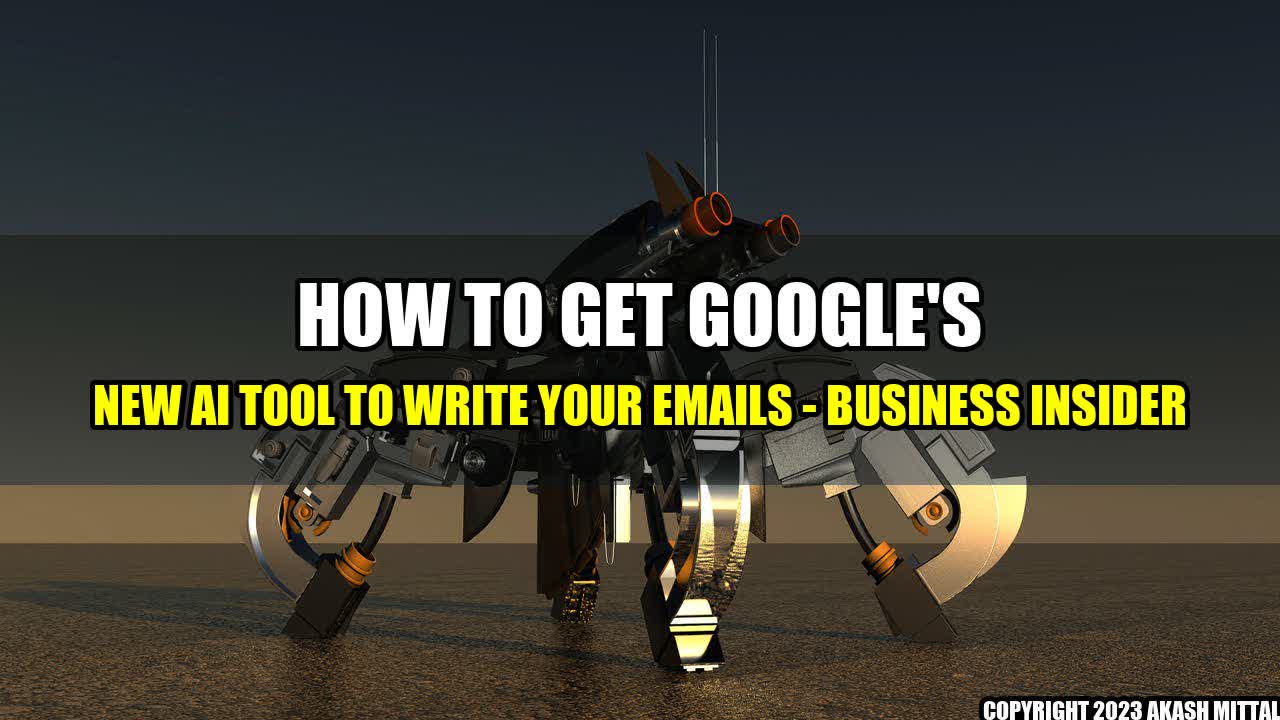 HOW TO GET GOOGLE'S
NEW AI TOOL TO WRITE YOUR EMAILS - BUSINESS INSIDER
COPYRIGHT 2023 AKASH MITTAL